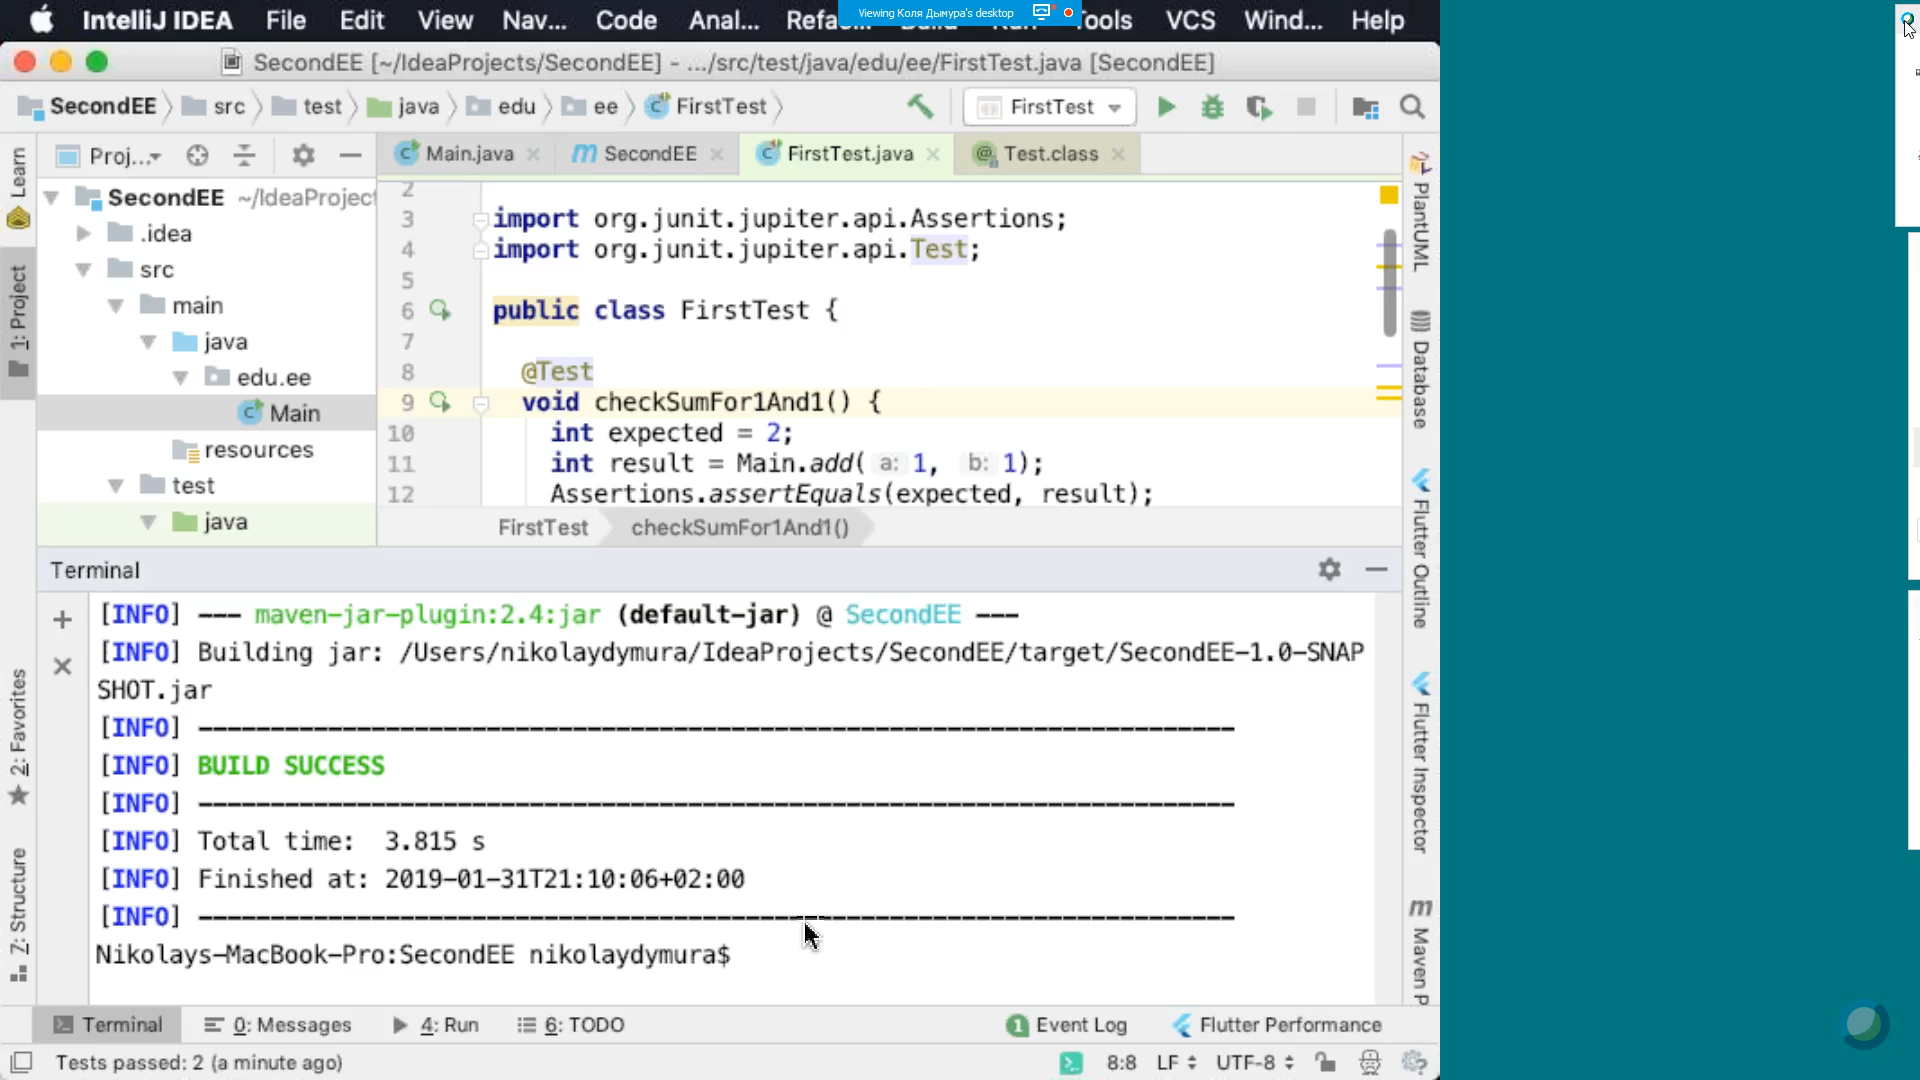 IntelliJ IDEA File Edit View Nav... Code Anal... Refa... Tools VCS Wind... Help
Viewing Коля Дымура's desktop
SecondEE [~/IdeaProjects/SecondEE] - .../src/test/java/edu/ee/FirstTest.java [SecondEE]
SecondEE src test java edu ee FirstTest FirstTest
Learn
1: Project
2: Favorites
7: Structure
Proj...
SecondEE ~/IdeaProject
.idea
src
main
java
edu.ee
Main
resources
test
java
Main.java SecondEE FirstTest.java Test.class
2
3 import org.junit.jupiter.api.Assertions;
4 import org.junit.jupiter.api.Test;
5
6 public class FirstTest {
7
8 @Test
9 void checkSumFor1And1() {
10 int expected = 2;
11 int result = Main.add( a: 1, b: 1);
12 Assertions.assertEquals(expected, result);
FirstTest checkSumFor1And1()
PlantUML
Database
Flutter Outline
Flutter Inspector
Maven P
Terminal
[INFO] --- maven-jar-plugin:2.4:jar (default-jar) @ SecondEE ---
[INFO] Building jar: /Users/nikolaydymura/IdeaProjects/SecondEE/target/SecondEE-1.0-SNAP
SHOT.jar
[INFO] ------------------------------------------------------------------------
[INFO] BUILD SUCCESS
[INFO] ------------------------------------------------------------------------
[INFO] Total time:  3.815 s
[INFO] Finished at: 2019-01-31T21:10:06+02:00
[INFO] ------------------------------------------------------------------------
Nikolays-MacBook-Pro:SecondEE nikolaydymura$
Terminal 0: Messages 4: Run 6: TODO 1 Event Log Flutter Performance
Tests passed: 2 (a minute ago) 8:8 LF UTF-8